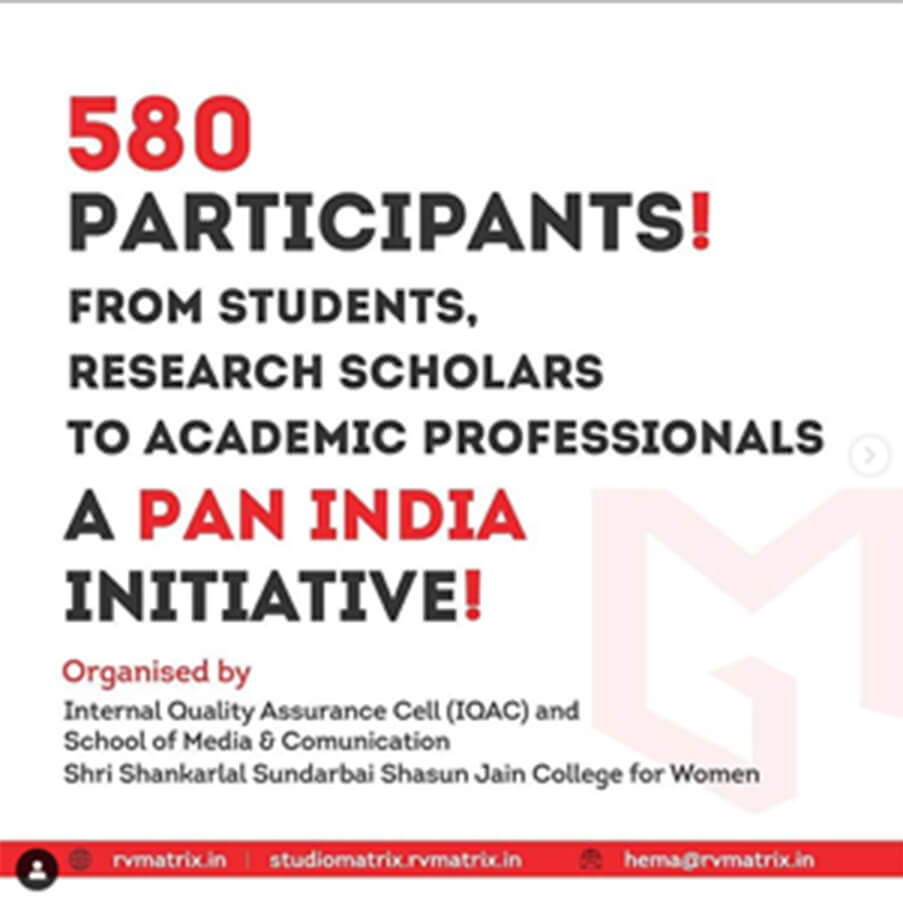 580
PARTICIPANTS!
FROM STUDENTS,
RESEARCH SCHOLARS
TO ACADEMIC PROFESSIONALS
A PAN INDIA
INITIATIVE!
Organised by
Internal Quality Assurance Cell (IQAC) and
School of Media & Comunication
Shri Shankarlal Sundarbai Shasun Jain College for Women
rvmatrix.in | studiomatrix.rvmatrix.in hema@rvmatrix.in